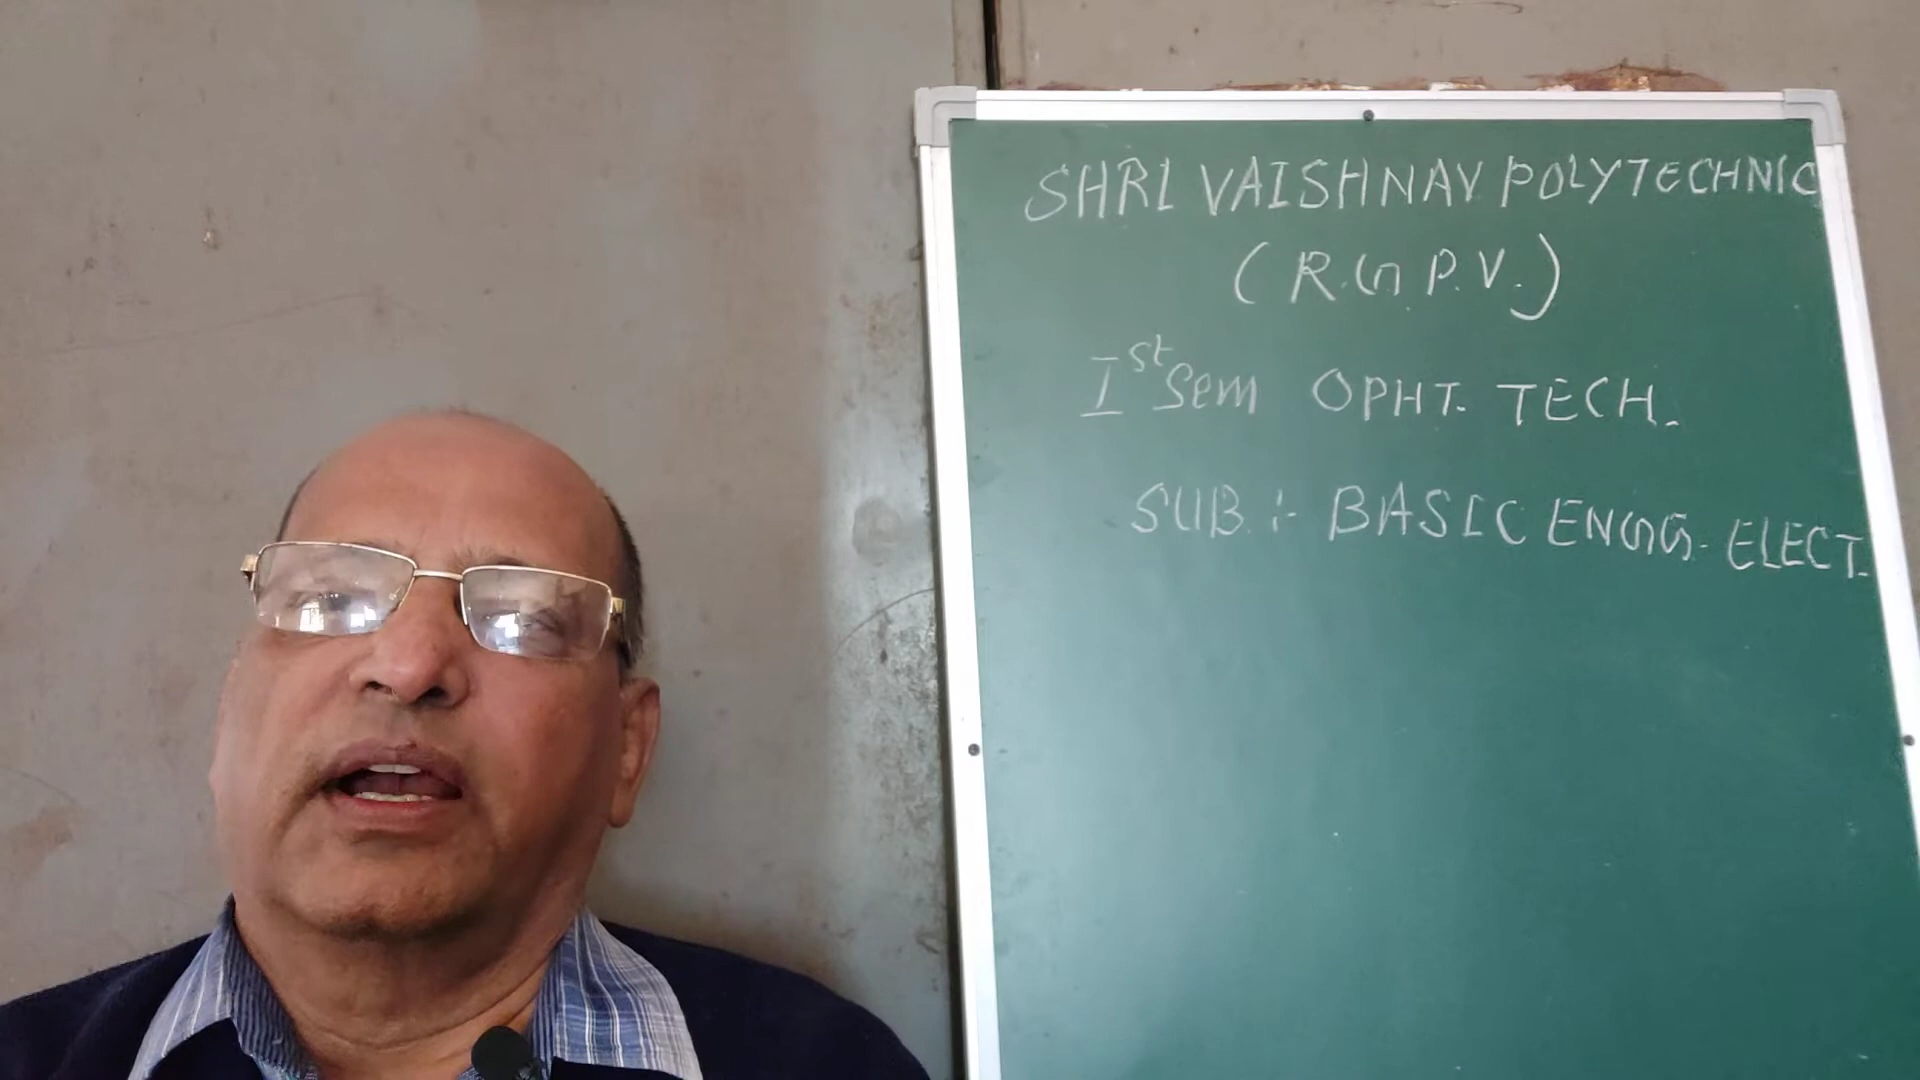 SHRI VAISHNAV POLYTECHNIC
(R.G.P.V.)
Ist Sem OPHT. TECH.
SUB :- BASIC ENGG. ELECT.